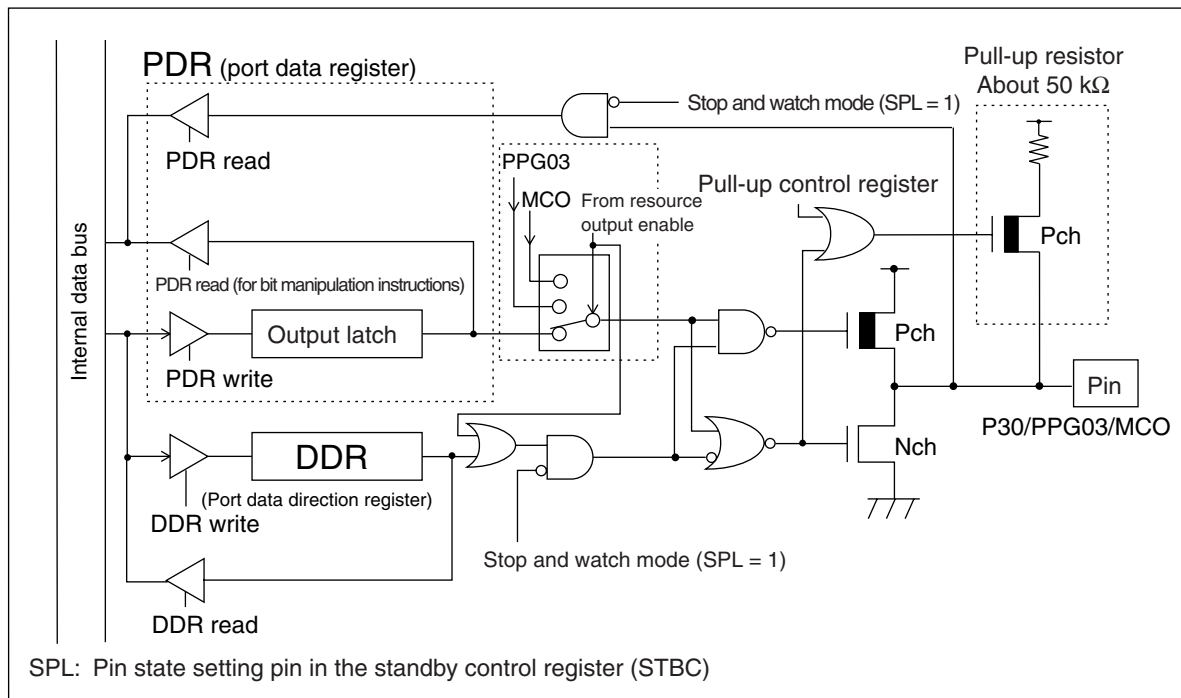 PDR (port data register)
Pull-up resistor
About 50 kΩ
Stop and watch mode (SPL = 1)
PDR read
PPG03
MCO
From resource
output enable
Pull-up control register
Pch
PDR read (for bit manipulation instructions)
Internal data bus
Output latch
Pch
PDR write
Pin
P30/PPG03/MCO
DDR
Nch
(Port data direction register)
DDR write
Stop and watch mode (SPL = 1)
DDR read
SPL: Pin state setting pin in the standby control register (STBC)